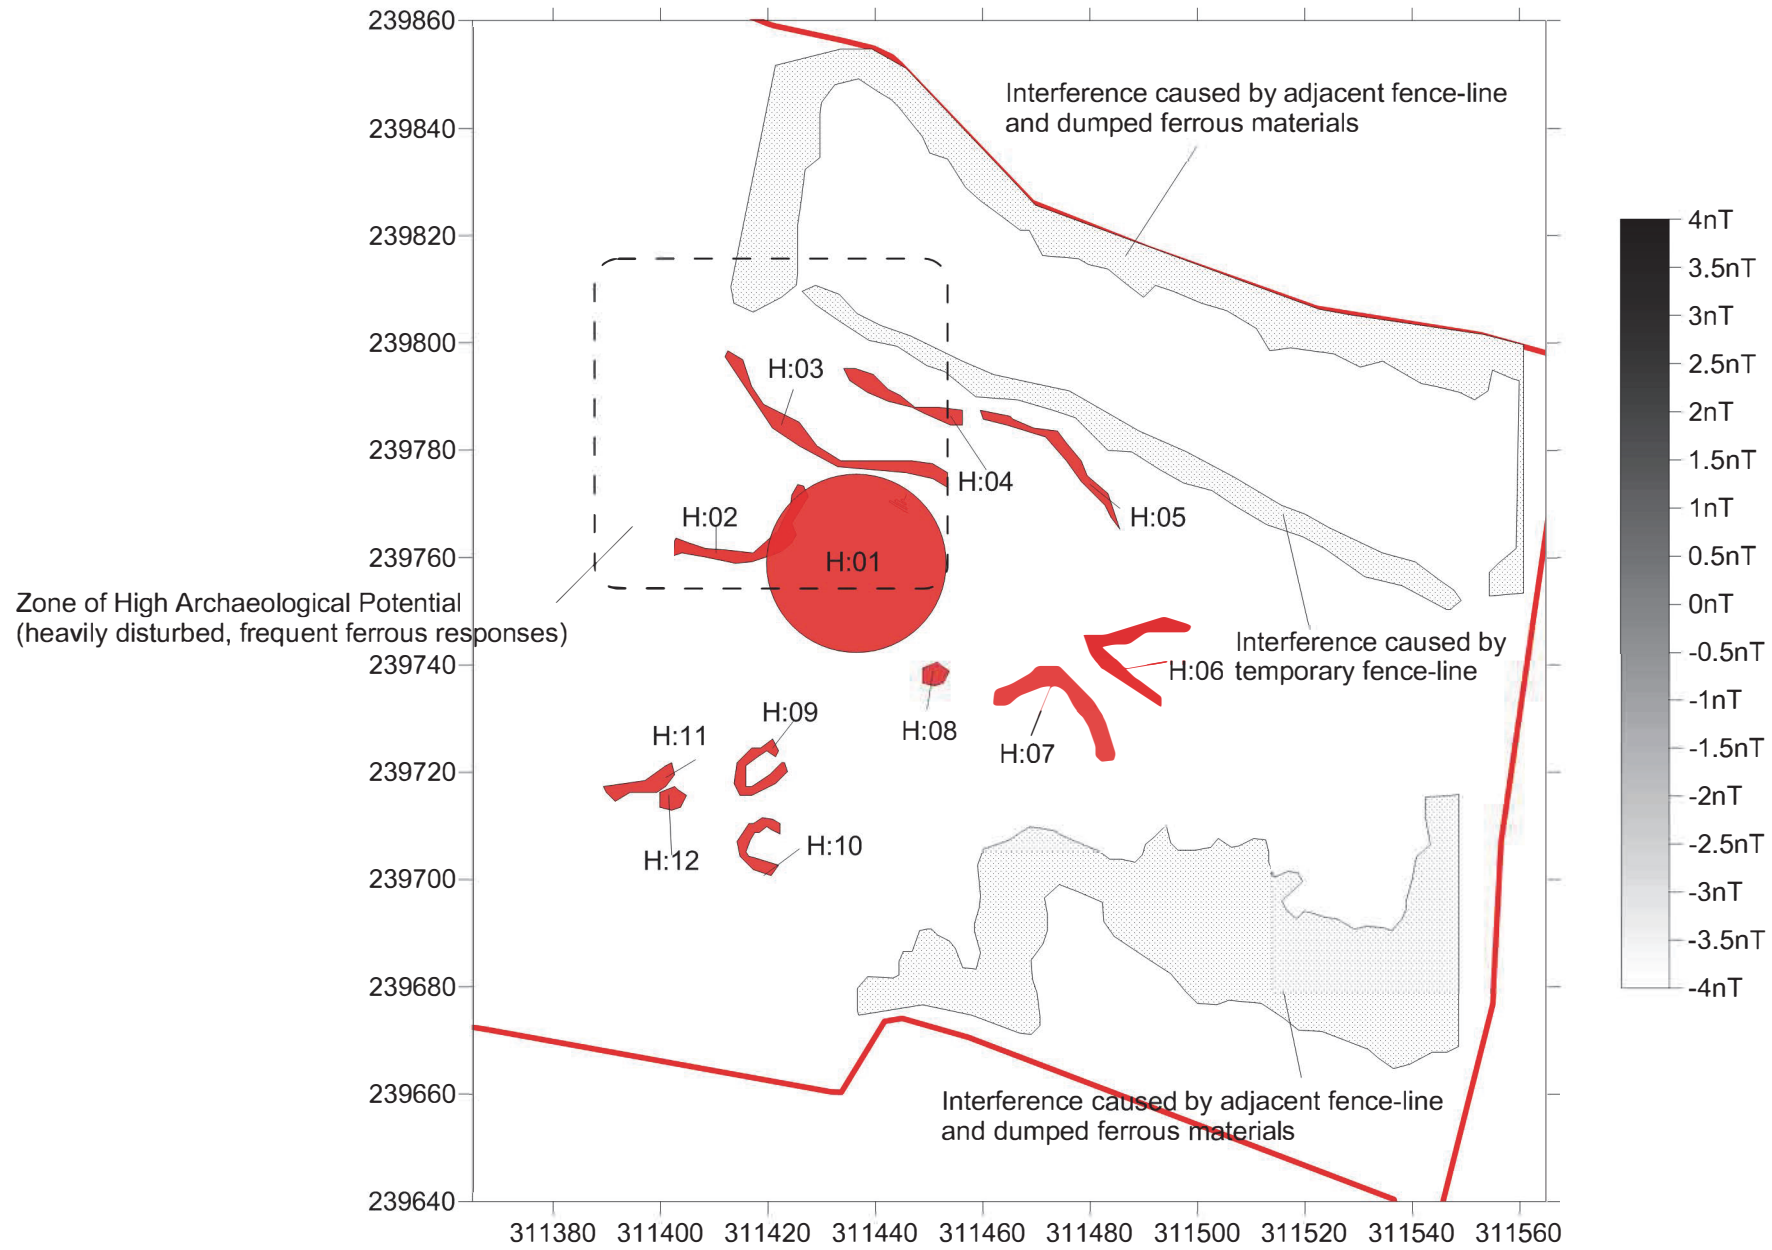 239860
239840
239820
239800
239780
239760
239740
239720
239700
239680
239660
239640
Interference caused by adjacent fence-line
and dumped ferrous materials
H:03
H:04
H:05
H:02
H:01
Zone of High Archaeological Potential
(heavily disturbed, frequent ferrous responses)
Interference caused by
temporary fence-line
H:06
H:07
H:08
H:09
H:11
H:10
H:12
Interference caused by adjacent fence-line
and dumped ferrous materials
311380 311400 311420 311440 311460 311480 311500 311520 311540 311560
4nT
3.5nT
3nT
2.5nT
2nT
1.5nT
1nT
0.5nT
0nT
-0.5nT
-1nT
-1.5nT
-2nT
-2.5nT
-3nT
-3.5nT
-4nT